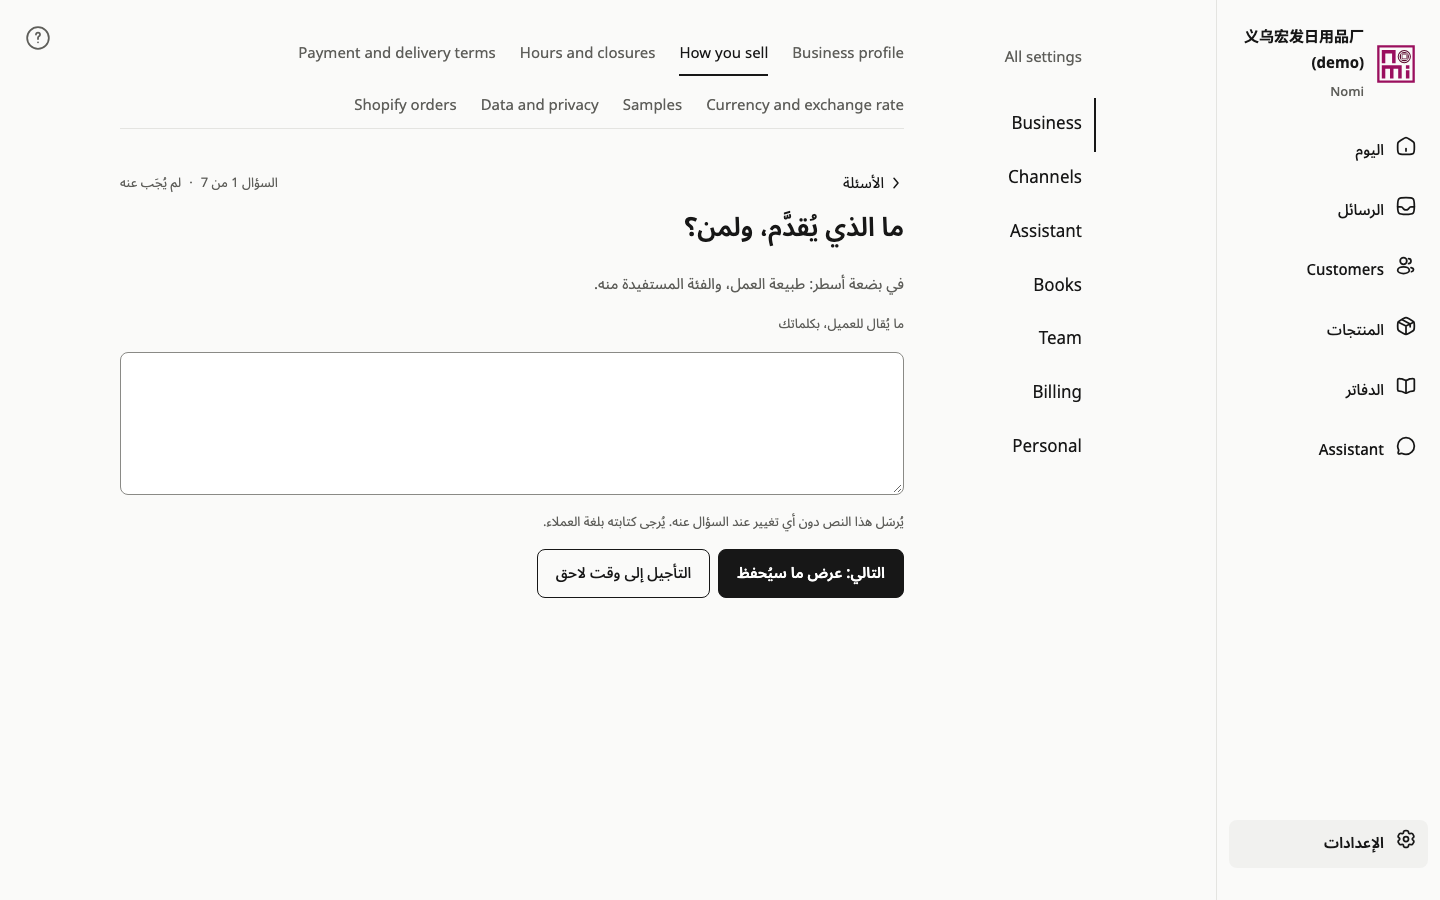 义乌宏发日用品厂
(demo)
Nomi
اليوم
الرسائل
Customers
المنتجات
الدفاتر
Assistant
الإعدادات
All settings
Business
Channels
Assistant
Books
Team
Billing
Personal
Business profile
How you sell
Hours and closures
Payment and delivery terms
Currency and exchange rate
Samples
Data and privacy
Shopify orders
الأسئلة
السؤال 1 من 7 · لم يُجَب عنه
ما الذي يُقدَّم، ولمن؟
في بضعة أسطر: طبيعة العمل، والفئة المستفيدة منه.
ما يُقال للعميل، بكلماتك
يُرسَل هذا النص دون أي تغيير عند السؤال عنه. يُرجى كتابته بلغة العملاء.
التالي: عرض ما سيُحفظ
التأجيل إلى وقت لاحق